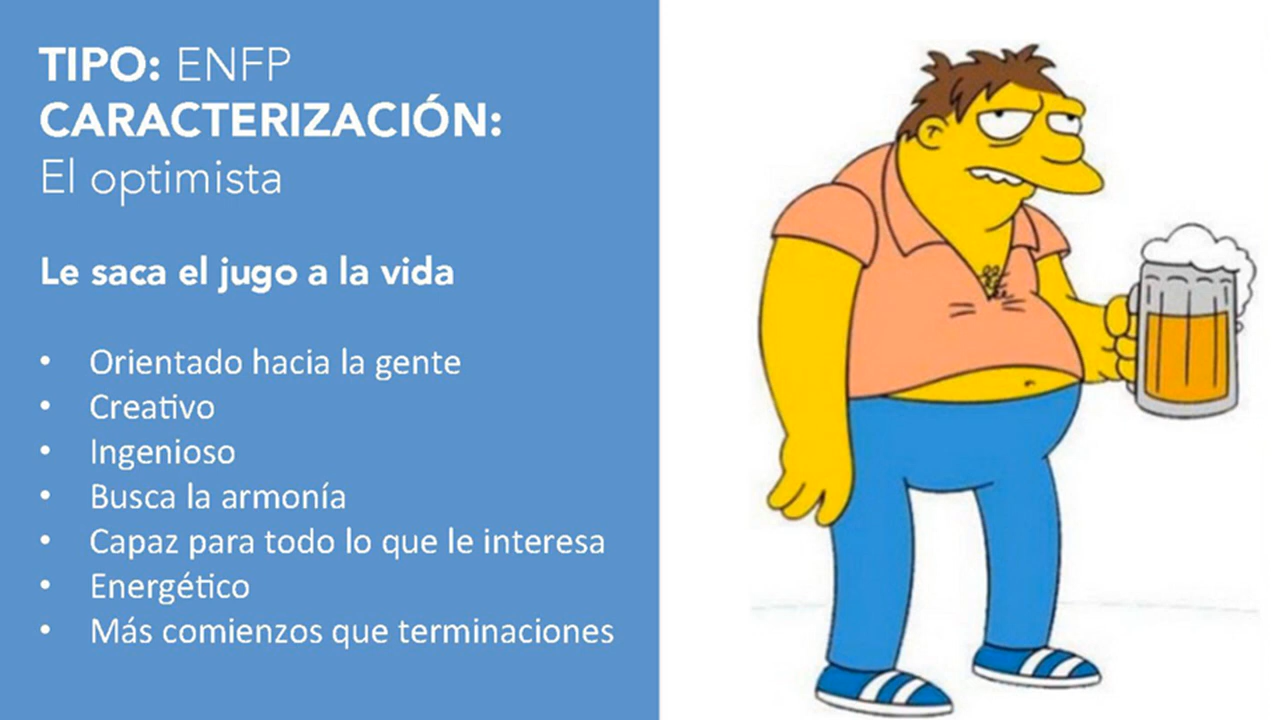 TIPO: ENFP
CARACTERIZACIÓN:
El optimista
Le saca el jugo a la vida
• Orientado hacia la gente
• Creativo
• Ingenioso
• Busca la armonía
• Capaz para todo lo que le interesa
• Energético
• Más comienzos que terminaciones